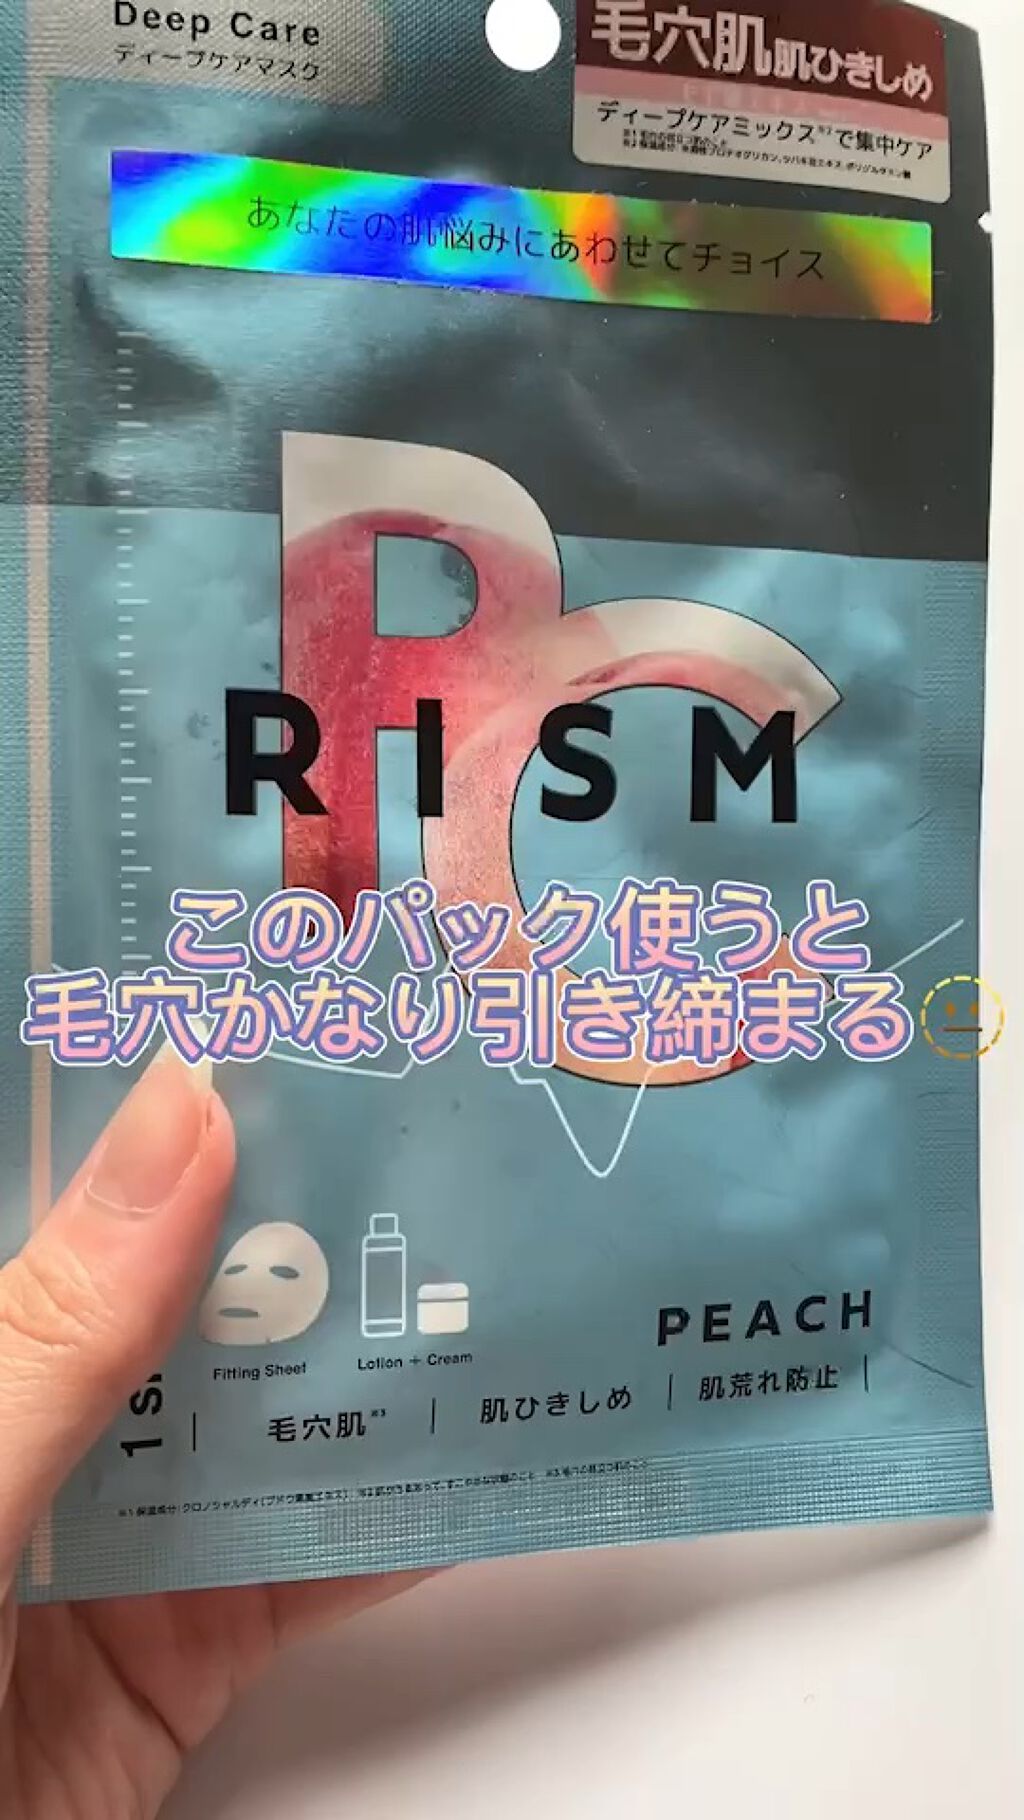 Deep Care
ディープケアマスク
毛穴肌 肌ひきしめ
ディープケアミックス※2で集中ケア
あなたの肌悩みにあわせてチョイス
RISM
このパック使うと
毛穴かなり引き締まる
Fitting Sheet
Lotion + Cream
PEACH
毛穴肌※3
肌ひきしめ
肌荒れ防止